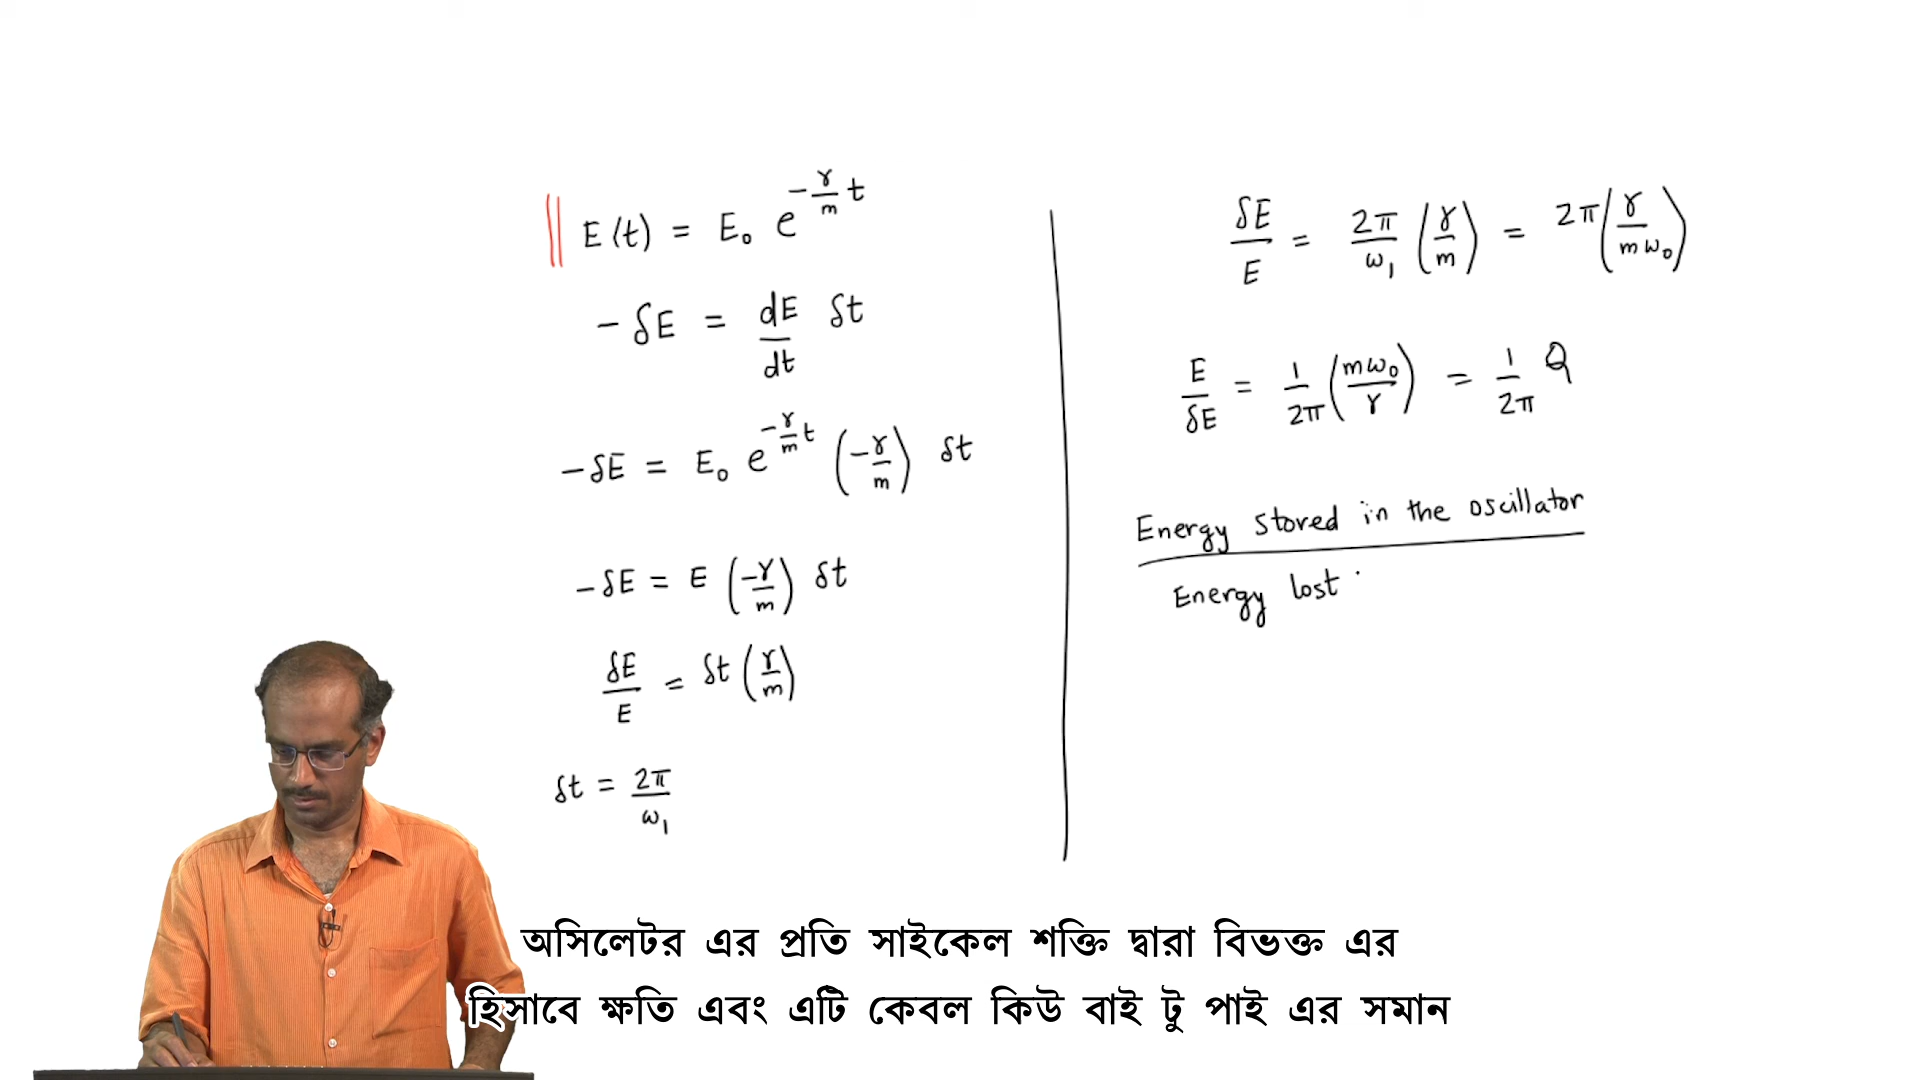 E(t) = E₀ e^{-γ/m t}
-δE = dE/dt δt
-δE = E₀ e^{-γ/m t} (-γ/m) δt
-δE = E (-γ/m) δt
δE/E = δt (γ/m)
δt = 2π/ω₁
δE/E = 2π/ω₁ (γ/m) = 2π (γ/mω₀)
E/δE = 1/2π (mω₀/γ) = 1/2π Q
Energy stored in the oscillator
Energy lost
অসিলেটর এর প্রতি সাইকেল শক্তি দ্বারা বিভক্ত এর
হিসাবে ক্ষতি এবং এটি কেবল কিউ বাই টু পাই এর সমান